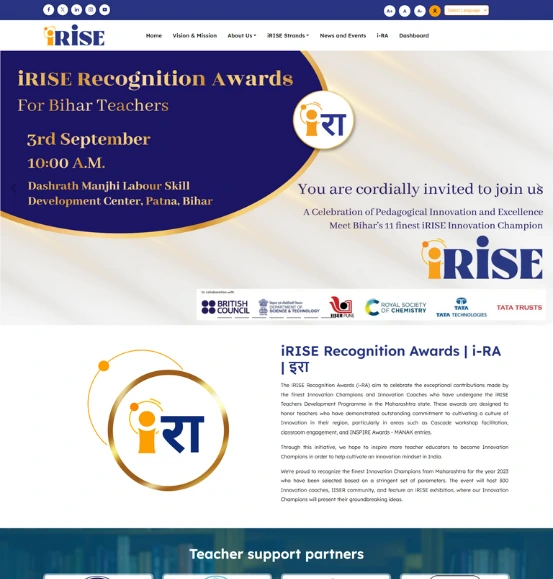 A+ A A- A Select Language
iRISE
Home Vision & Mission About Us iRISE Strands News and Events i-RA Dashboard
iRISE Recognition Awards
For Bihar Teachers
3rd September
10:00 A.M.
Dashrath Manjhi Labour Skill
Development Center, Patna, Bihar
इरा
You are cordially invited to join us
A Celebration of Pedagogical Innovation and Excellence
Meet Bihar's 11 finest iRISE Innovation Champion
iRISE
In collaboration with
BRITISH COUNCIL
DEPARTMENT OF SCIENCE & TECHNOLOGY
IISER PUNE
ROYAL SOCIETY OF CHEMISTRY
TATA
TATA TECHNOLOGIES
TATA TRUSTS
इरा
iRISE Recognition Awards | i-RA
| इरा
The iRISE Recognition Awards (i-RA) aim to celebrate the exceptional contributions made by
the finest Innovation Champions and Innovation Coaches who have undergone the iRISE
Teachers Development Programme in the Maharashtra state. These awards are designed to
honor teachers who have demonstrated outstanding commitment to cultivating a culture of
Innovation in their region, particularly in areas such as Cascade workshop facilitation,
classroom engagement, and INSPIRE Awards - MANAK entries.
Through this initiative, we hope to inspire more teacher educators to become Innovation
Champions in order to help cultivate an innovation mindset in India.
We're proud to recognize the finest Innovation Champions from Maharashtra for the year 2023
who have been selected based on a stringent set of parameters. The event will host 300
Innovation coaches, IISER community, and feature an iRISE exhibition, where our Innovation
Champions will present their groundbreaking ideas.
Teacher support partners